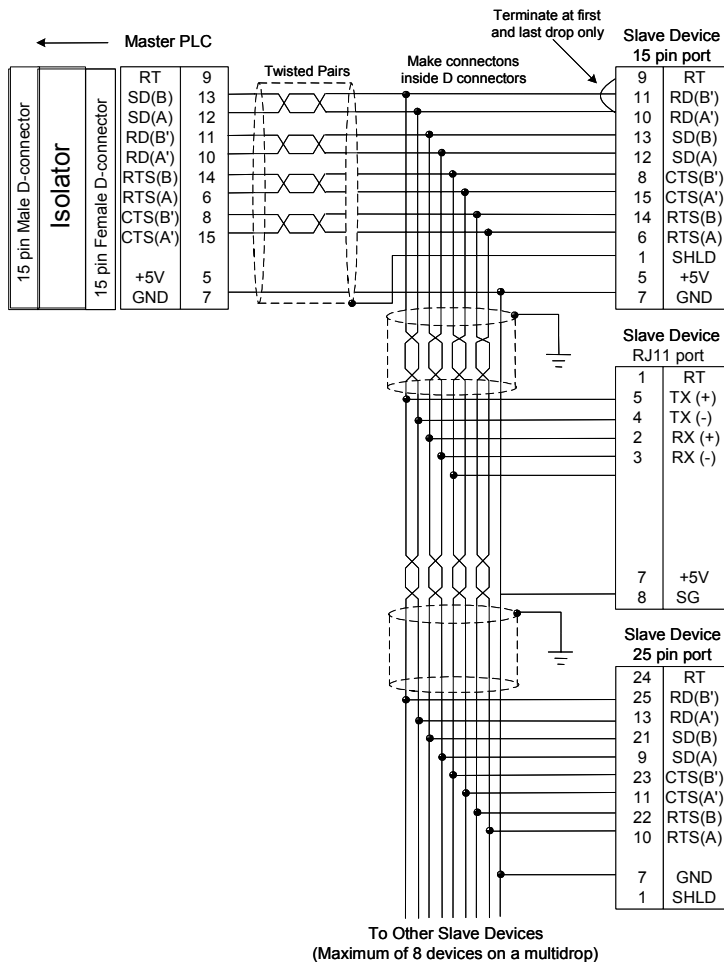 Terminate at first
and last drop only
Master PLC
Slave Device
15 pin port
Twisted Pairs
Make connectons
inside D connectors
15 pin Male D-connector
Isolator
15 pin Female D-connector
RT 9
SD(B) 13
SD(A) 12
RD(B') 11
RD(A') 10
RTS(B) 14
RTS(A) 6
CTS(B') 8
CTS(A') 15
+5V 5
GND 7
9 RT
11 RD(B')
10 RD(A')
13 SD(B)
12 SD(A)
8 CTS(B')
15 CTS(A')
14 RTS(B)
6 RTS(A)
1 SHLD
5 +5V
7 GND
Slave Device
RJ11 port
1 RT
5 TX (+)
4 TX (-)
2 RX (+)
3 RX (-)
7 +5V
8 SG
Slave Device
25 pin port
24 RT
25 RD(B')
13 RD(A')
21 SD(B)
9 SD(A)
23 CTS(B')
11 CTS(A')
22 RTS(B)
10 RTS(A)
7 GND
1 SHLD
To Other Slave Devices
(Maximum of 8 devices on a multidrop)